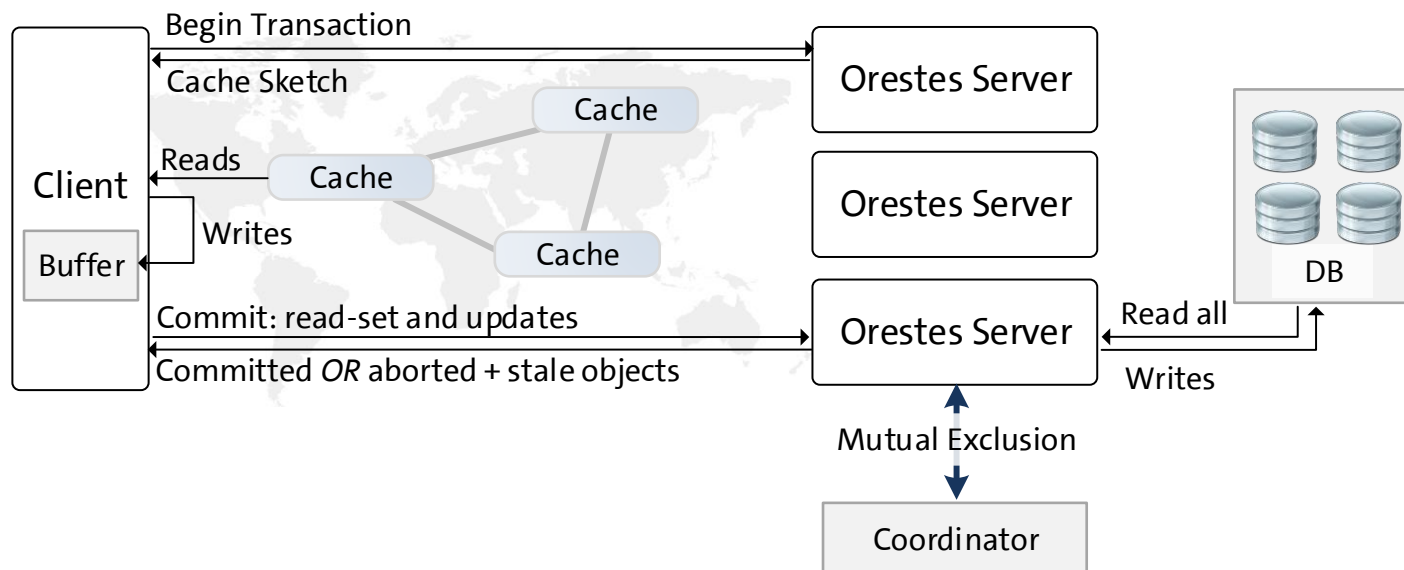 Begin Transaction
Cache Sketch
Orestes Server
Cache
Reads
Cache
Client
Writes
Buffer
Cache
Orestes Server
DB
Commit: read-set and updates
Committed OR aborted + stale objects
Orestes Server
Read all
Writes
Mutual Exclusion
Coordinator